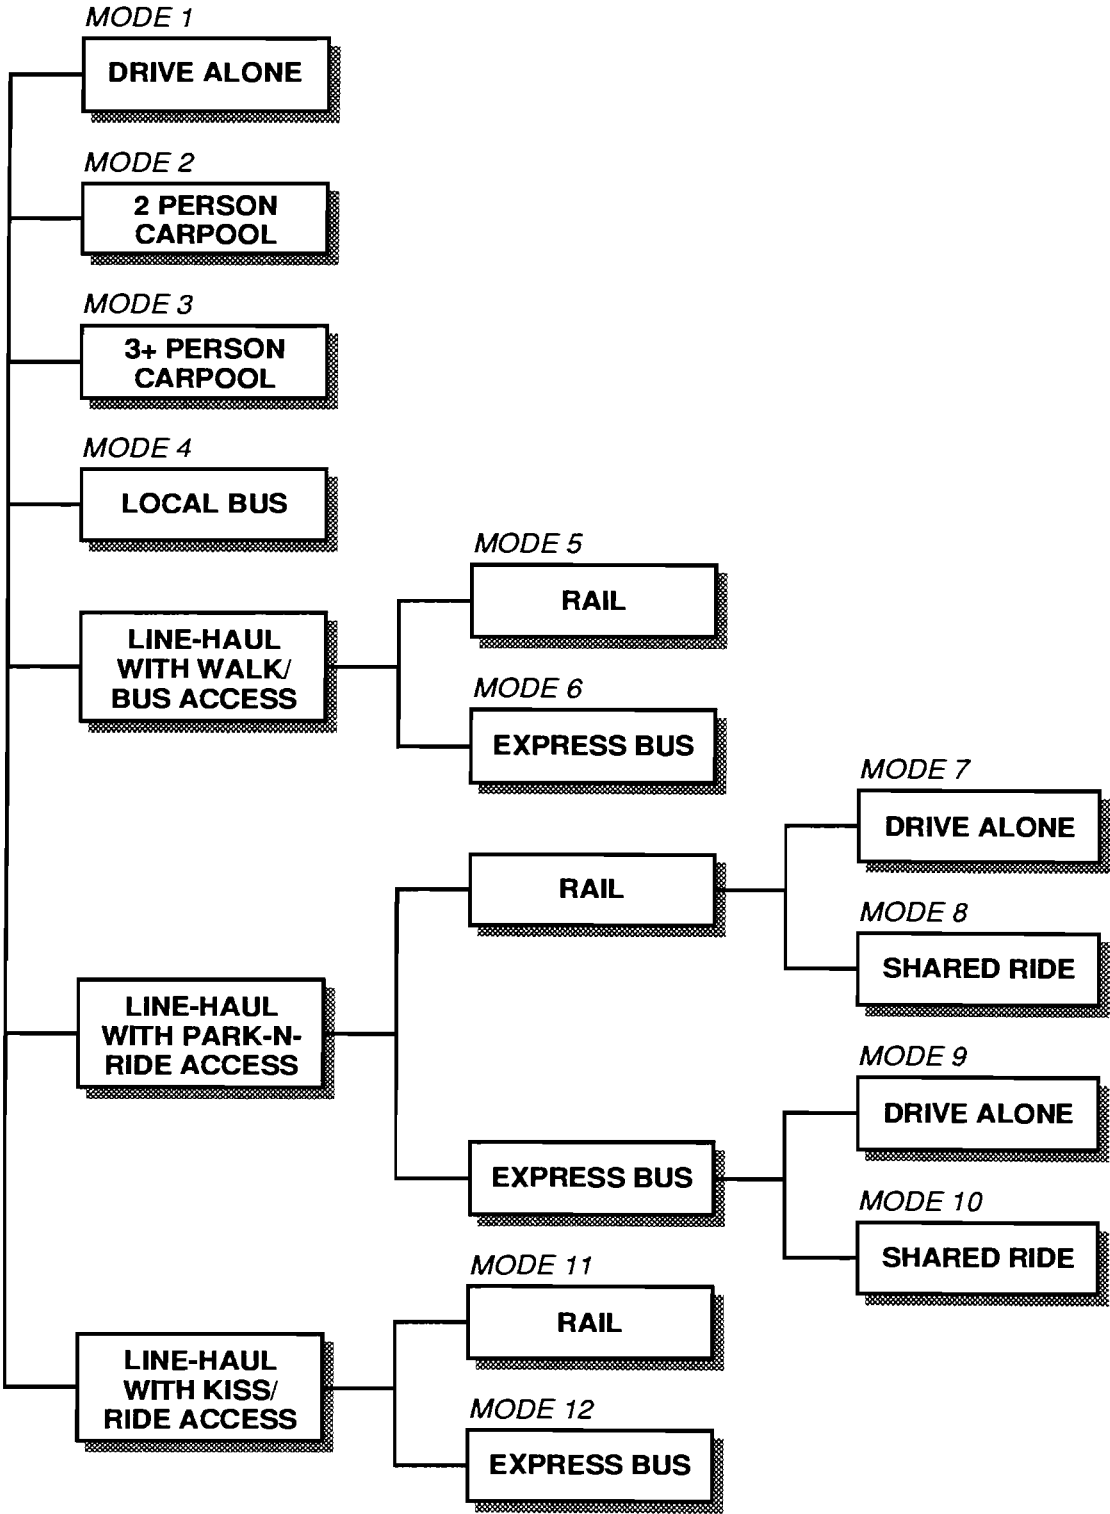 MODE 1
DRIVE ALONE
MODE 2
2 PERSON
CARPOOL
MODE 3
3+ PERSON
CARPOOL
MODE 4
LOCAL BUS
LINE-HAUL
WITH WALK/
BUS ACCESS
MODE 5
RAIL
MODE 6
EXPRESS BUS
LINE-HAUL
WITH PARK-N-
RIDE ACCESS
RAIL
MODE 7
DRIVE ALONE
MODE 8
SHARED RIDE
EXPRESS BUS
MODE 9
DRIVE ALONE
MODE 10
SHARED RIDE
LINE-HAUL
WITH KISS/
RIDE ACCESS
MODE 11
RAIL
MODE 12
EXPRESS BUS